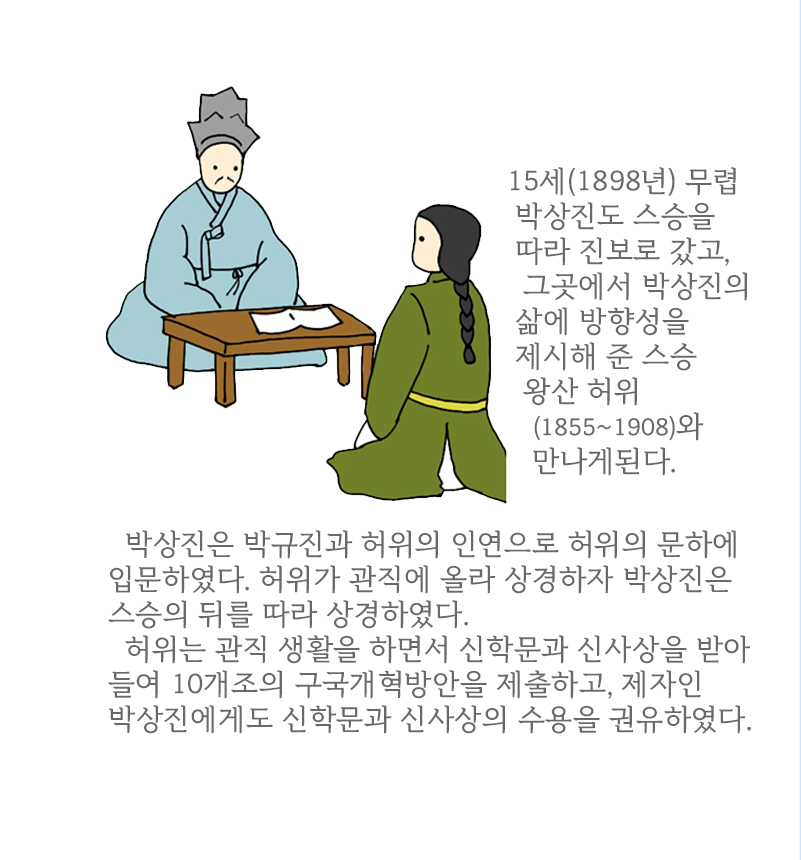 15세(1898년) 무렵
박상진도 스승을
따라 진보로 갔고,
그곳에서 박상진의
삶에 방향성을
제시해 준 스승
왕산 허위
(1855~1908)와
만나게된다.
박상진은 박규진과 허위의 인연으로 허위의 문하에
입문하였다. 허위가 관직에 올라 상경하자 박상진은
스승의 뒤를 따라 상경하였다.
허위는 관직 생활을 하면서 신학문과 신사상을 받아
들여 10개조의 구국개혁방안을 제출하고, 제자인
박상진에게도 신학문과 신사상의 수용을 권유하였다.